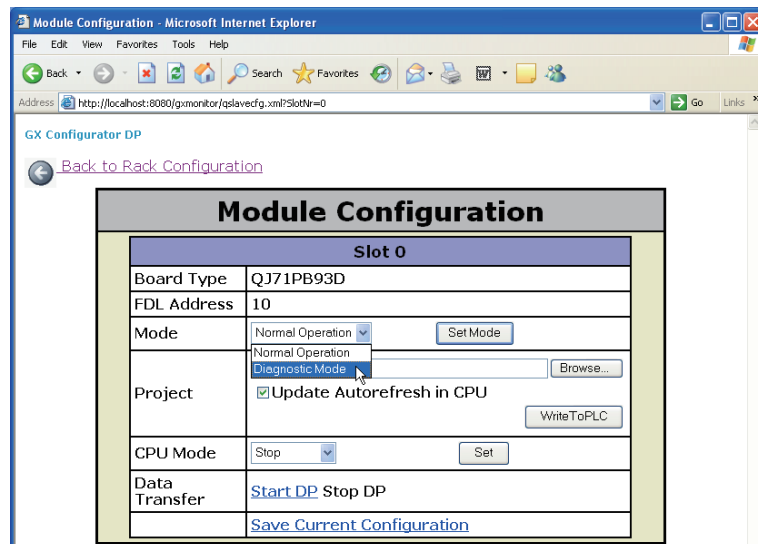 Module Configuration - Microsoft Internet Explorer
File Edit View Favorites Tools Help
Back Search Favorites
Address http://localhost:8080/gxmonitor/qslavecfg.xml?SlotNr=0 Go Links »
GX Configurator DP
Back to Rack Configuration
Module Configuration
Slot 0
Board Type QJ71PB93D
FDL Address 10
Mode Normal Operation Set Mode
Normal Operation
Diagnostic Mode Browse...
Project Update Autorefresh in CPU
WriteToPLC
CPU Mode Stop Set
Data Transfer Start DP Stop DP
Save Current Configuration